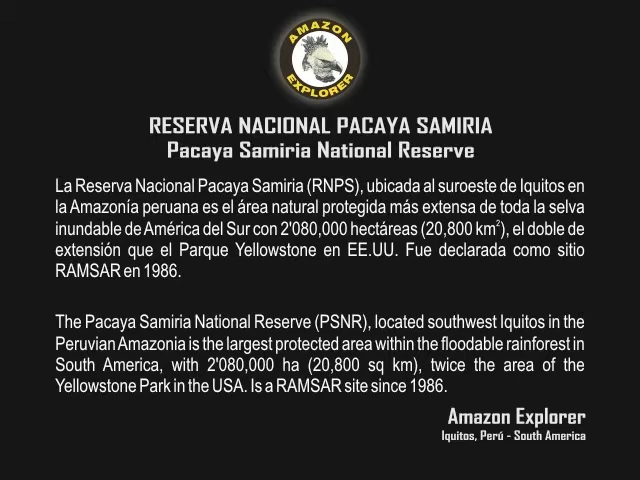 AMAZON
EXPLORER
RESERVA NACIONAL PACAYA SAMIRIA
Pacaya Samiria National Reserve
La Reserva Nacional Pacaya Samiria (RNPS), ubicada al suroeste de Iquitos en
la Amazonía peruana es el área natural protegida más extensa de toda la selva
inundable de América del Sur con 2'080,000 hectáreas (20,800 km²), el doble de
extensión que el Parque Yellowstone en EE.UU. Fue declarada como sitio
RAMSAR en 1986.
The Pacaya Samiria National Reserve (PSNR), located southwest Iquitos in the
Peruvian Amazonia is the largest protected area within the floodable rainforest in
South America, with 2'080,000 ha (20,800 sq km), twice the area of the
Yellowstone Park in the USA. Is a RAMSAR site since 1986.
Amazon Explorer
Iquitos, Perú - South America